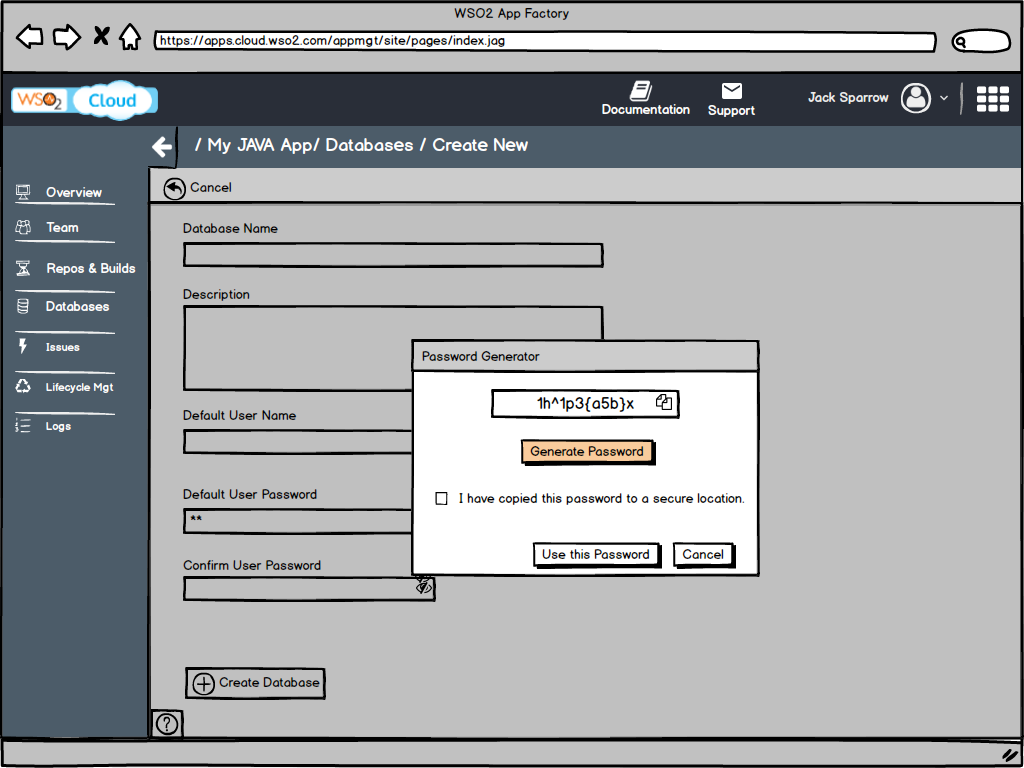 WSO2 App Factory
https://apps.cloud.wso2.com/appmgt/site/pages/index.jag
WSO2 Cloud
Documentation
Support
Jack Sparrow
/ My JAVA App/ Databases / Create New
Cancel
Overview
Team
Repos & Builds
Databases
Issues
Lifecycle Mgt
Logs
Database Name
Description
Default User Name
Default User Password
**
Confirm User Password
Create Database
?
Password Generator
1h^1p3{a5b}x
Generate Password
I have copied this password to a secure location.
Use this Password
Cancel